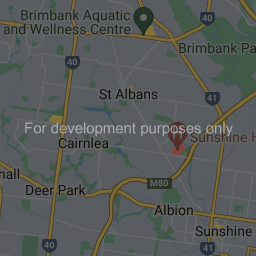 Brimbank Aquatic
and Wellness Centre
Brimbank Pa
40
St Albans
41
For development purposes only
Sunshine H
Cairnlea
hall
Deer Park
M80
Albion
40
41
Sunshine